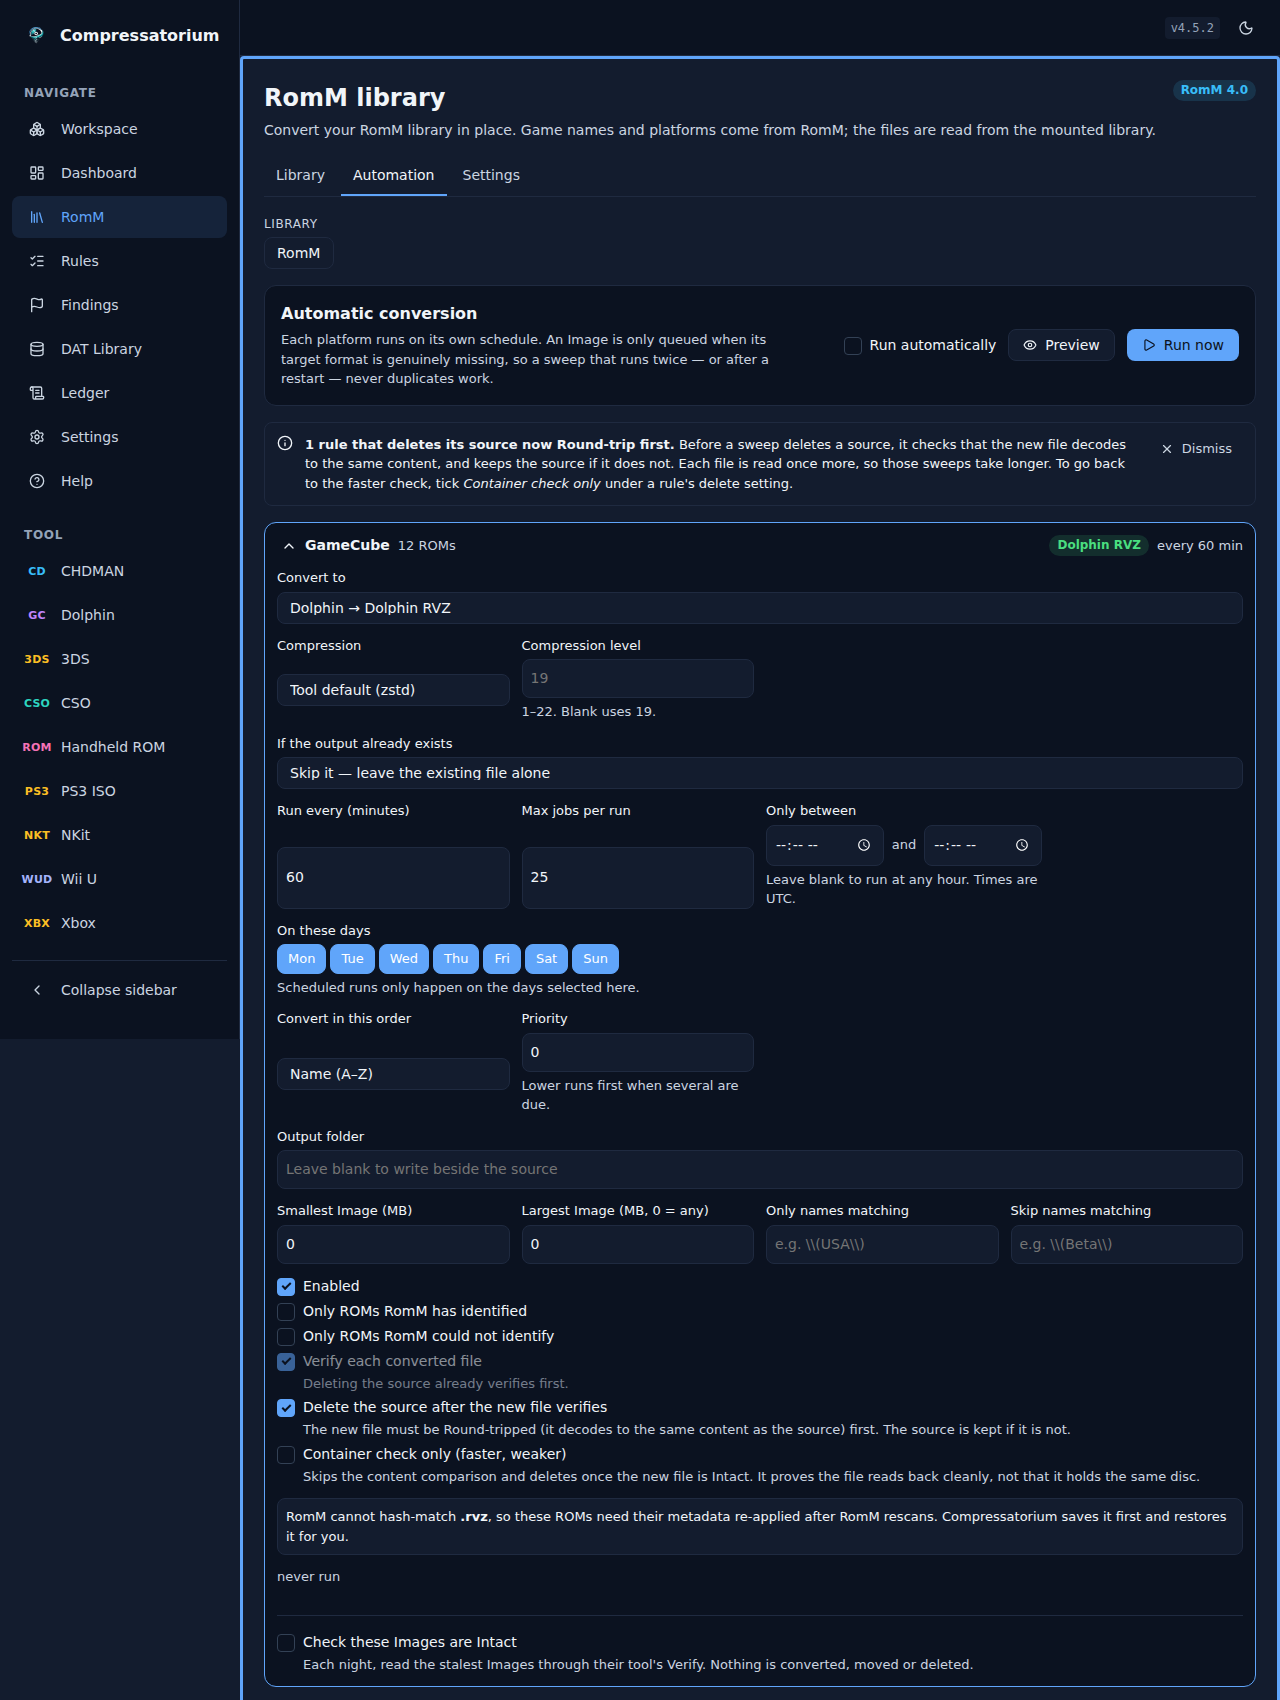 Compressatorium
v4.5.2
NAVIGATE
Workspace
Dashboard
RomM
Rules
Findings
DAT Library
Ledger
Settings
Help
TOOL
CD CHDMAN
GC Dolphin
3DS 3DS
CSO CSO
ROM Handheld ROM
PS3 PS3 ISO
NKT NKit
WUD Wii U
XBX Xbox
Collapse sidebar
RomM library
RomM 4.0
Convert your RomM library in place. Game names and platforms come from RomM; the files are read from the mounted library.
Library Automation Settings
LIBRARY
RomM
Automatic conversion
Each platform runs on its own schedule. An Image is only queued when its
target format is genuinely missing, so a sweep that runs twice — or after a
restart — never duplicates work.
Run automatically Preview Run now
1 rule that deletes its source now Round-trip first. Before a sweep deletes a source, it checks that the new file decodes
to the same content, and keeps the source if it does not. Each file is read once more, so those sweeps take longer. To go back
to the faster check, tick Container check only under a rule's delete setting.
Dismiss
GameCube 12 ROMs Dolphin RVZ every 60 min
Convert to
Dolphin → Dolphin RVZ
Compression Compression level
Tool default (zstd) 19
1–22. Blank uses 19.
If the output already exists
Skip it — leave the existing file alone
Run every (minutes) Max jobs per run Only between
60 25 --:-- -- and --:-- --
Leave blank to run at any hour. Times are
UTC.
On these days
Mon Tue Wed Thu Fri Sat Sun
Scheduled runs only happen on the days selected here.
Convert in this order Priority
Name (A–Z) 0
Lower runs first when several are
due.
Output folder
Leave blank to write beside the source
Smallest Image (MB) Largest Image (MB, 0 = any) Only names matching Skip names matching
0 0 e.g. \\(USA\\) e.g. \\(Beta\\)
Enabled
Only ROMs RomM has identified
Only ROMs RomM could not identify
Verify each converted file
Deleting the source already verifies first.
Delete the source after the new file verifies
The new file must be Round-tripped (it decodes to the same content as the source) first. The source is kept if it is not.
Container check only (faster, weaker)
Skips the content comparison and deletes once the new file is Intact. It proves the file reads back cleanly, not that it holds the same disc.
RomM cannot hash-match .rvz, so these ROMs need their metadata re-applied after RomM rescans. Compressatorium saves it first and restores
it for you.
never run
Check these Images are Intact
Each night, read the stalest Images through their tool's Verify. Nothing is converted, moved or deleted.